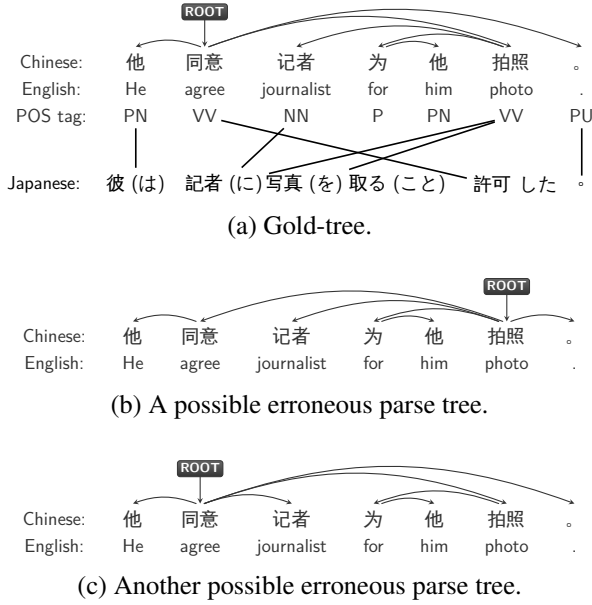 ROOT
Chinese: 他 同意 记者 为 他 拍照 。
English: He agree journalist for him photo .
POS tag: PN VV NN P PN VV PU
Japanese: 彼 (は) 記者 (に) 写真 (を) 取る (こと) 許可 した 。
(a) Gold-tree.
ROOT
Chinese: 他 同意 记者 为 他 拍照 。
English: He agree journalist for him photo .
(b) A possible erroneous parse tree.
ROOT
Chinese: 他 同意 记者 为 他 拍照 。
English: He agree journalist for him photo .
(c) Another possible erroneous parse tree.